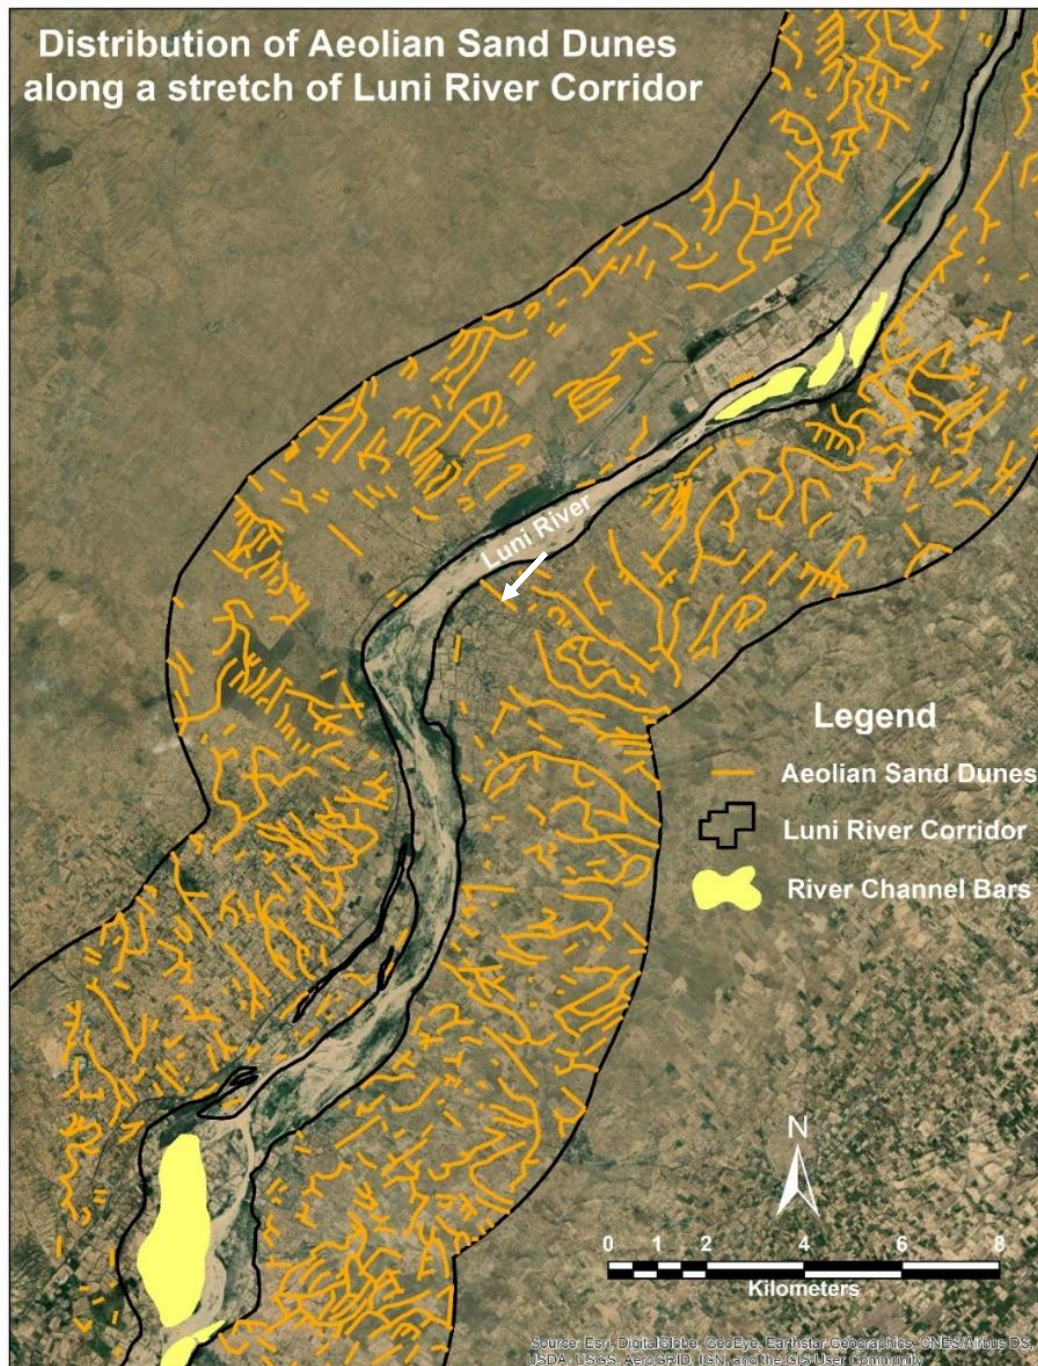 Distribution of Aeolian Sand Dunes
along a stretch of Luni River Corridor
Luni River
Legend
Aeolian Sand Dunes
Luni River Corridor
River Channel Bars
N
0 1 2 4 6 8
Kilometers
Source: Esri, DigitalGlobe, GeoEye, Earthstar Geographics, CNES/Airbus DS,
USDA, USGS, AeroGRID, IGN, and the GIS User Community